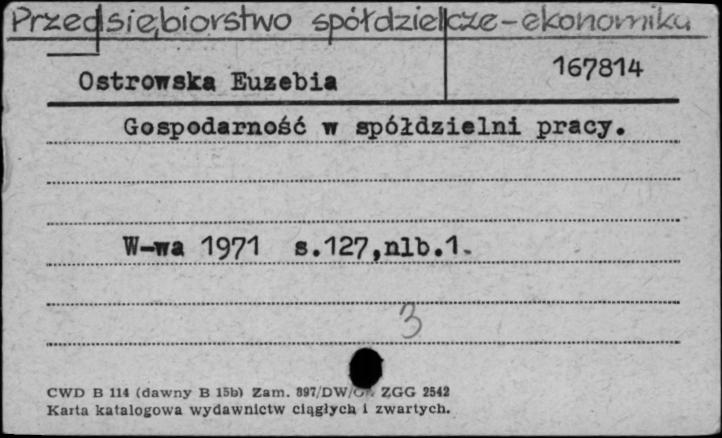 Przedsiębiorstwo spółdzielcze-ekonomika
Ostrowska Euzebia
167814
Gospodarność w spółdzielni pracy.
W-wa 1971 s.127,nlb.1.
3
CWD B 114 (dawny B 15b) Zam. 897/DW/ ZGG 2542
Karta katalogowa wydawnictw ciągłych i zwartych.